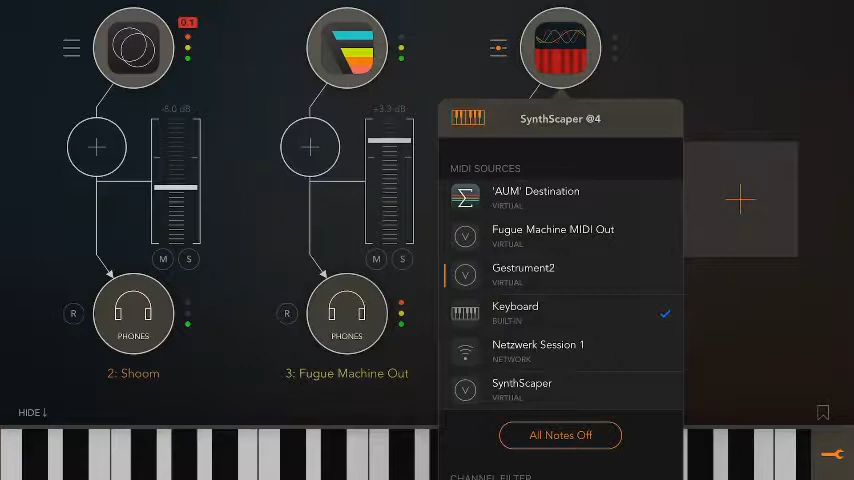 0.1
-8.0 dB
+3.3 dB
SynthScaper @4
MIDI SOURCES
'AUM' Destination
VIRTUAL
Fugue Machine MIDI Out
VIRTUAL
Gestrument2
VIRTUAL
Keyboard
BUILT-IN
Netzwerk Session 1
NETWORK
SynthScaper
VIRTUAL
All Notes Off
CHANNEL FILTER
M S
M S
R
PHONES
R
PHONES
2: Shoom
3: Fugue Machine Out
HIDE↓